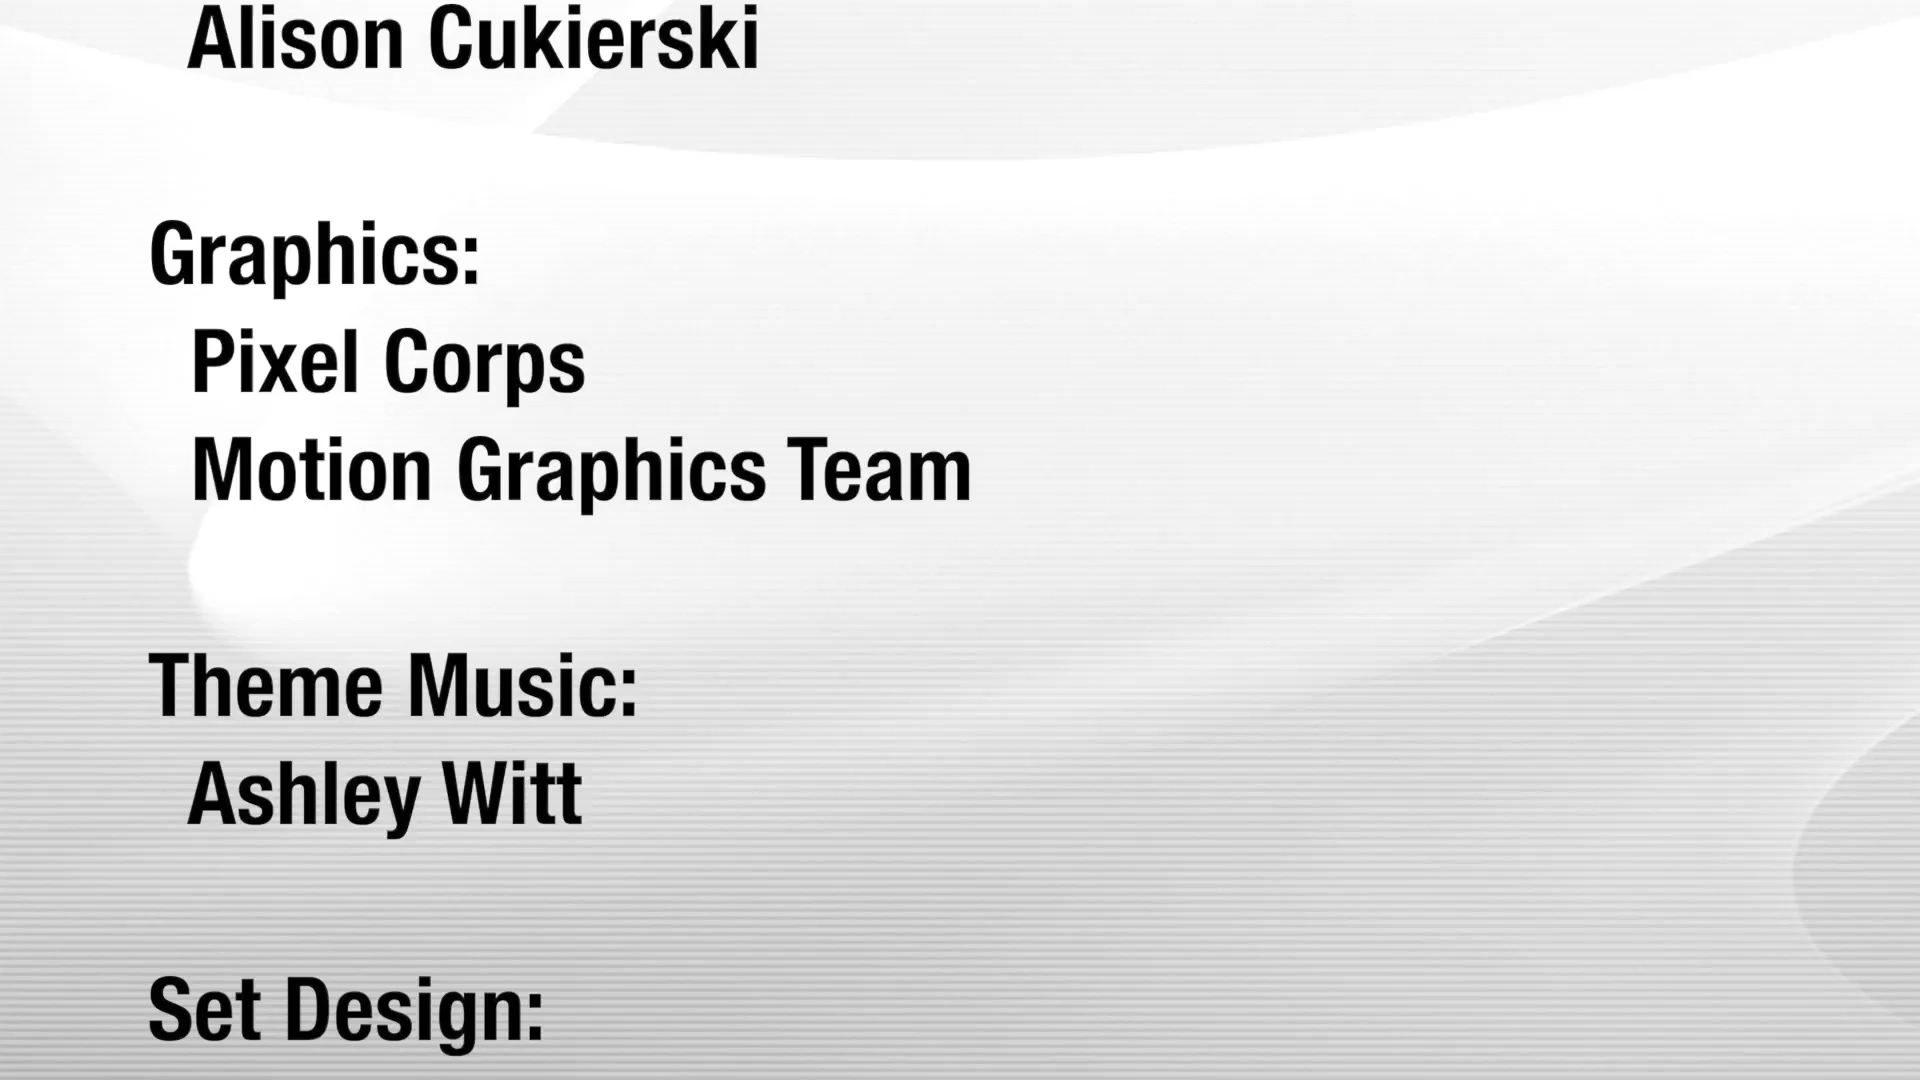 Alison Cukierski
Graphics:
Pixel Corps
Motion Graphics Team
Theme Music:
Ashley Witt
Set Design: